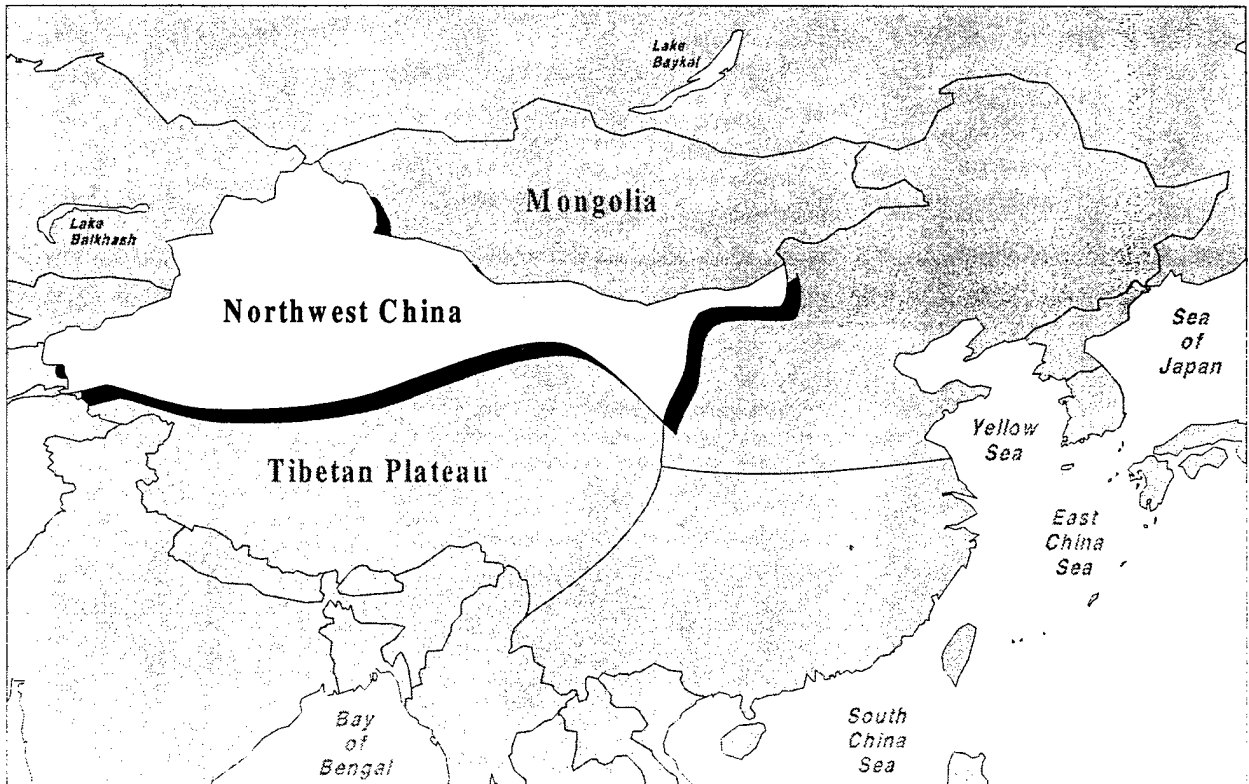 Lake
Baykal
Mongolia
Lake
Balkhash
Northwest China
Sea
of
Japan
Yellow
Sea
Tibetan Plateau
East
China
Sea
Bay
of
Bengal
South
China
Sea